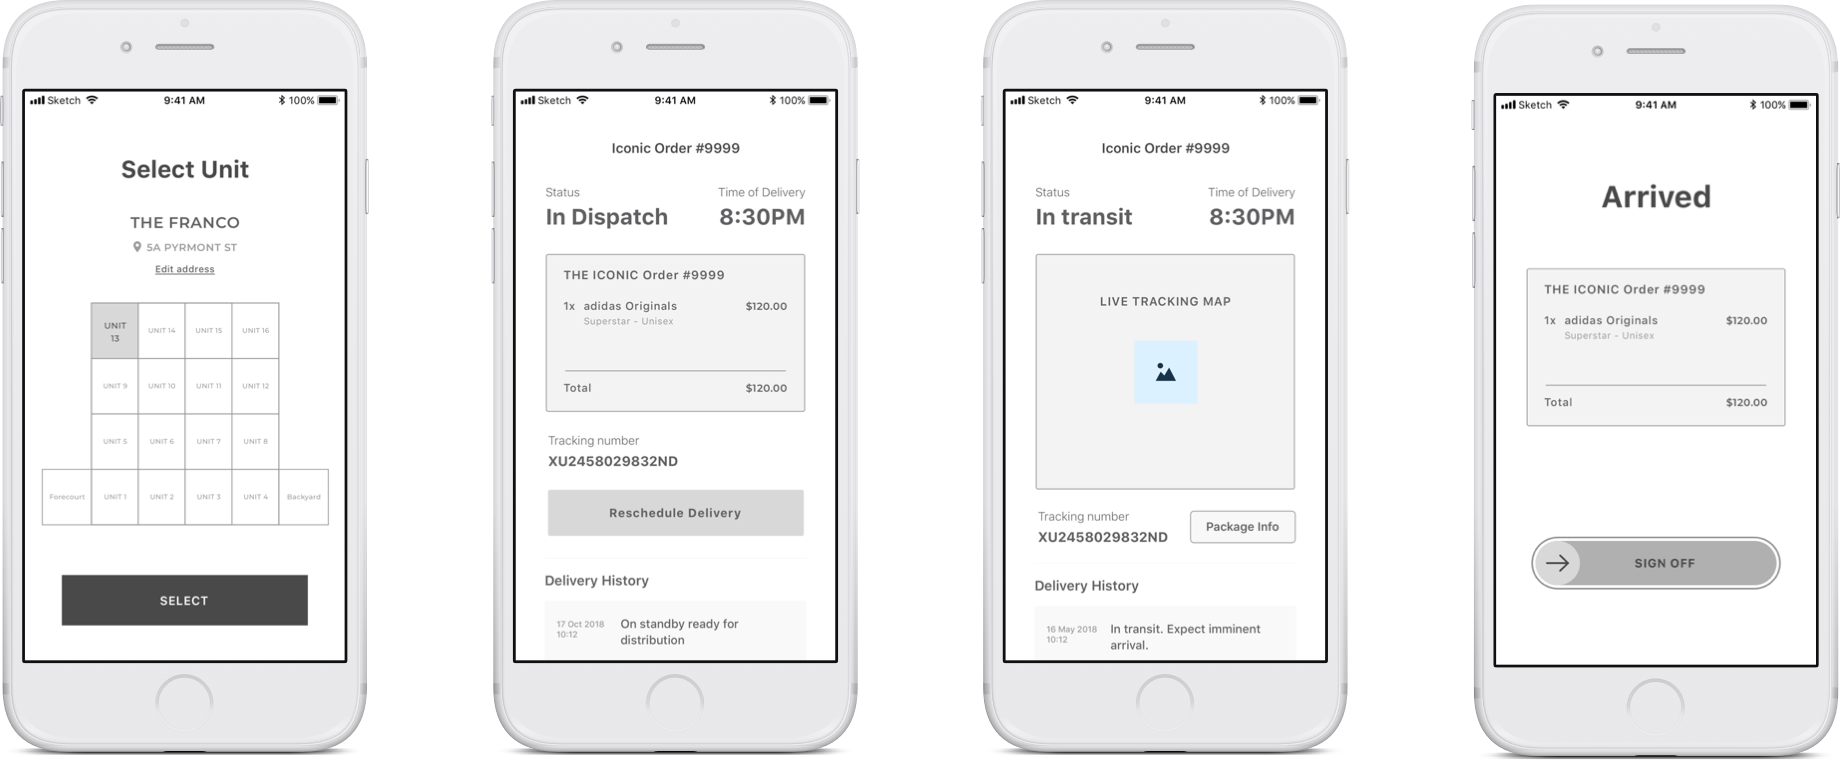 Sketch 9:41 AM 100%
Select Unit
THE FRANCO
5A PYRMONT ST
Edit address
UNIT 13 UNIT 14 UNIT 15 UNIT 16
UNIT 9 UNIT 10 UNIT 11 UNIT 12
UNIT 5 UNIT 6 UNIT 7 UNIT 8
Forecourt UNIT 1 UNIT 2 UNIT 3 UNIT 4 Backyard
SELECT
Sketch 9:41 AM 100%
Iconic Order #9999
Status Time of Delivery
In Dispatch 8:30PM
THE ICONIC Order #9999
1x adidas Originals $120.00
Superstar - Unisex
Total $120.00
Tracking number
XU2458029832ND
Reschedule Delivery
Delivery History
17 Oct 2018 On standby ready for
10:12 distribution
Sketch 9:41 AM 100%
Iconic Order #9999
Status Time of Delivery
In transit 8:30PM
LIVE TRACKING MAP
Tracking number
XU2458029832ND
Package Info
Delivery History
16 May 2018 In transit. Expect imminent
10:12 arrival.
Sketch 9:41 AM 100%
Arrived
THE ICONIC Order #9999
1x adidas Originals $120.00
Superstar - Unisex
Total $120.00
SIGN OFF